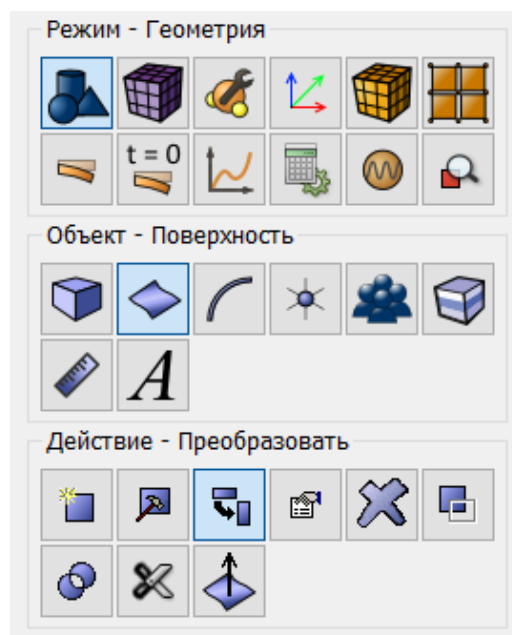 Режим - Геометрия
t = 0
Объект - Поверхность
A
Действие - Преобразовать